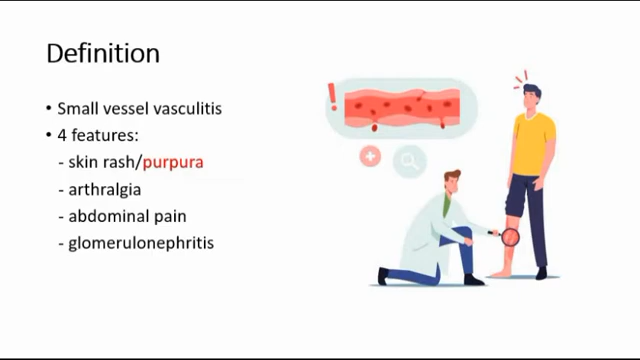 Definition
• Small vessel vasculitis
• 4 features:
- skin rash/purpura
- arthralgia
- abdominal pain
- glomerulonephritis